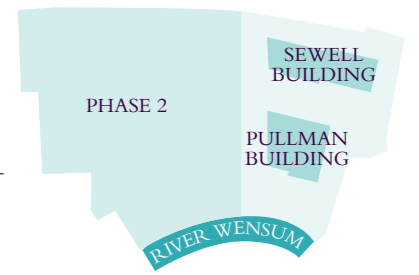 SEWELL
BUILDING
PHASE 2
PULLMAN
BUILDING
RIVER WENSUM